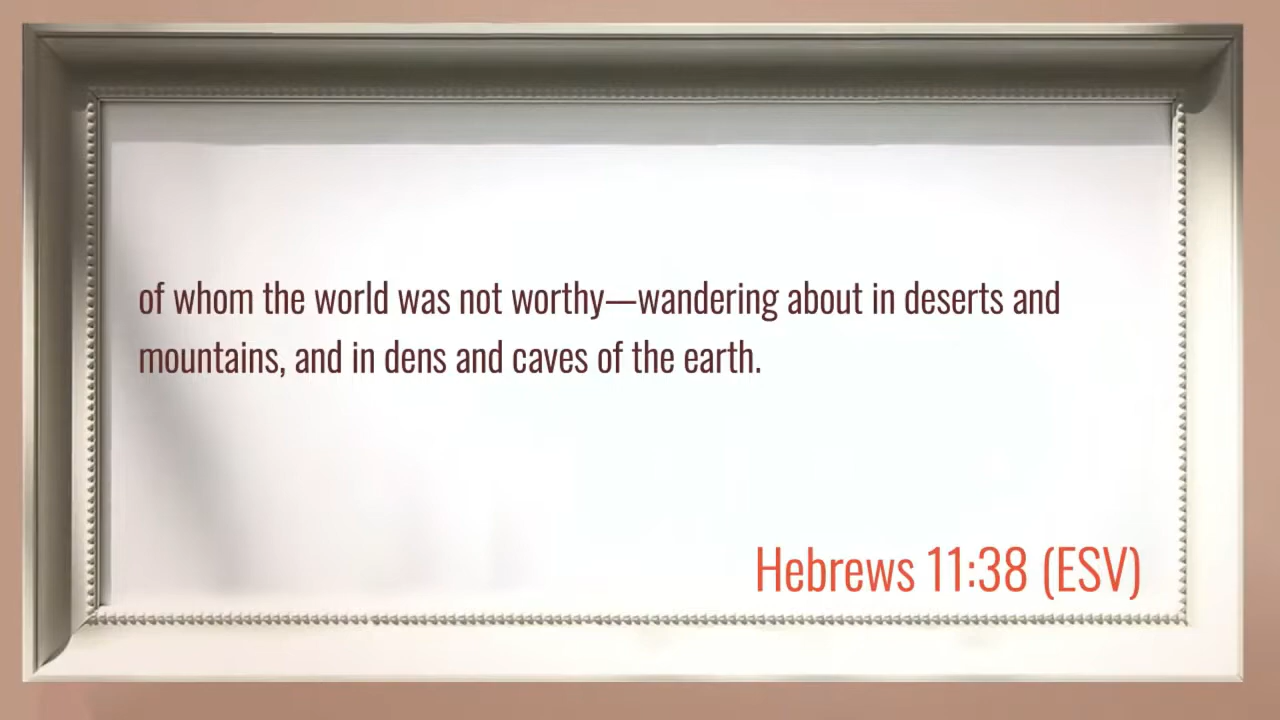 of whom the world was not worthy—wandering about in deserts and
mountains, and in dens and caves of the earth.
Hebrews 11:38 (ESV)